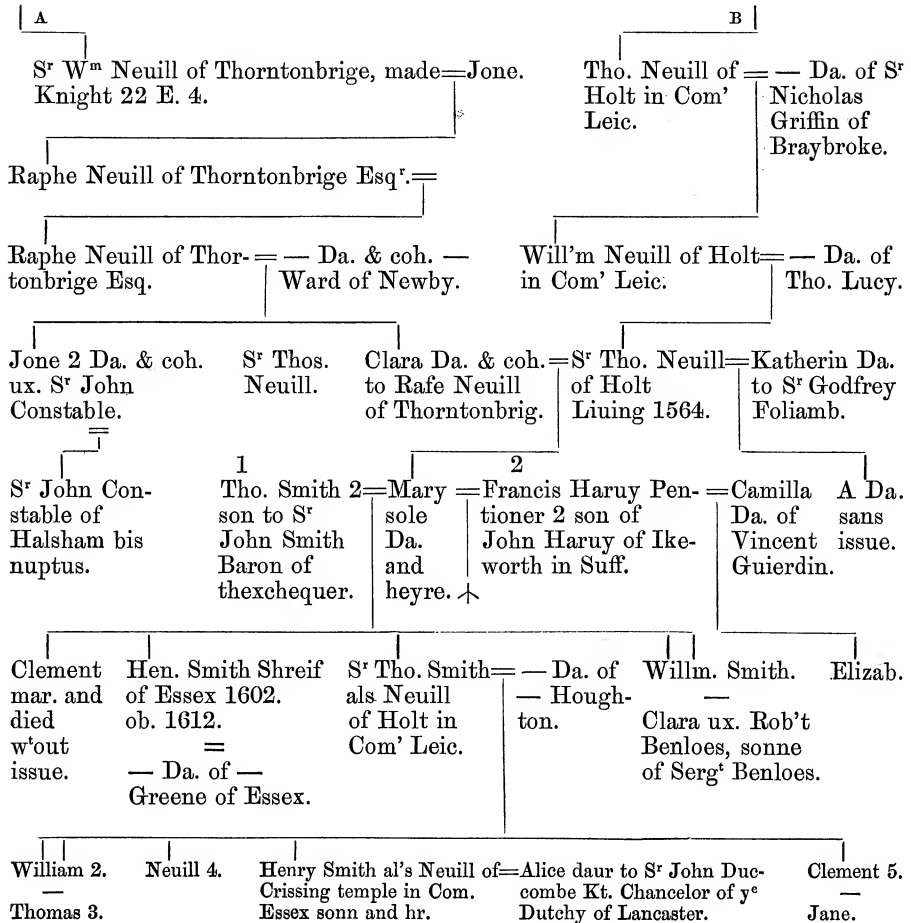 A
B
Sʳ Wᵐ Neuill of Thorntonbrige, made=Jone.
Knight 22 E. 4.
Tho. Neuill of
Holt in Com'
Leic.
= — Da. of Sʳ
Nicholas
Griffin of
Braybroke.
Raphe Neuill of Thorntonbrige Esqʳ.=
Raphe Neuill of Thor-
tonbrige Esq.
= — Da. & coh. —
Ward of Newby.
Will'm Neuill of Holt
in Com' Leic.
= — Da. of
Tho. Lucy.
Jone 2 Da. & coh.
ux. Sʳ John
Constable.
=
Sʳ Thos.
Neuill.
Clara Da. & coh.
to Rafe Neuill
of Thorntonbrig.
=Sʳ Tho. Neuill=
of Holt
Liuing 1564.
Katherin Da.
to Sʳ Godfrey
Foliamb.
Sʳ John Con-
stable of
Halsham bis
nuptus.
1
Tho. Smith 2
son to Sʳ
John Smith
Baron of
thexchequer.
=Mary =
sole
Da.
and
heyre.
2
Francis Haruy Pen-
tioner 2 son of
John Haruy of Ike-
worth in Suff.
=Camilla
Da. of
Vincent
Guierdin.
A Da.
sans
issue.
Clement
mar. and
died
wᵗout
issue.
Hen. Smith Shreif
of Essex 1602.
ob. 1612.
=
— Da. of —
Greene of Essex.
Sʳ Tho. Smith=
als Neuill
of Holt in
Com' Leic.
— Da. of
— Hough-
ton.
Willm. Smith.
—
Clara ux. Rob't
Benloes, sonne
of Sergᵗ Benloes.
Elizab.
William 2.
—
Thomas 3.
Neuill 4.
Henry Smith al's Neuill of=
Crissing temple in Com.
Essex sonn and hr.
Alice daur to Sʳ John Duc-
combe Kt. Chancelor of yᵉ
Dutchy of Lancaster.
Clement 5.
—
Jane.